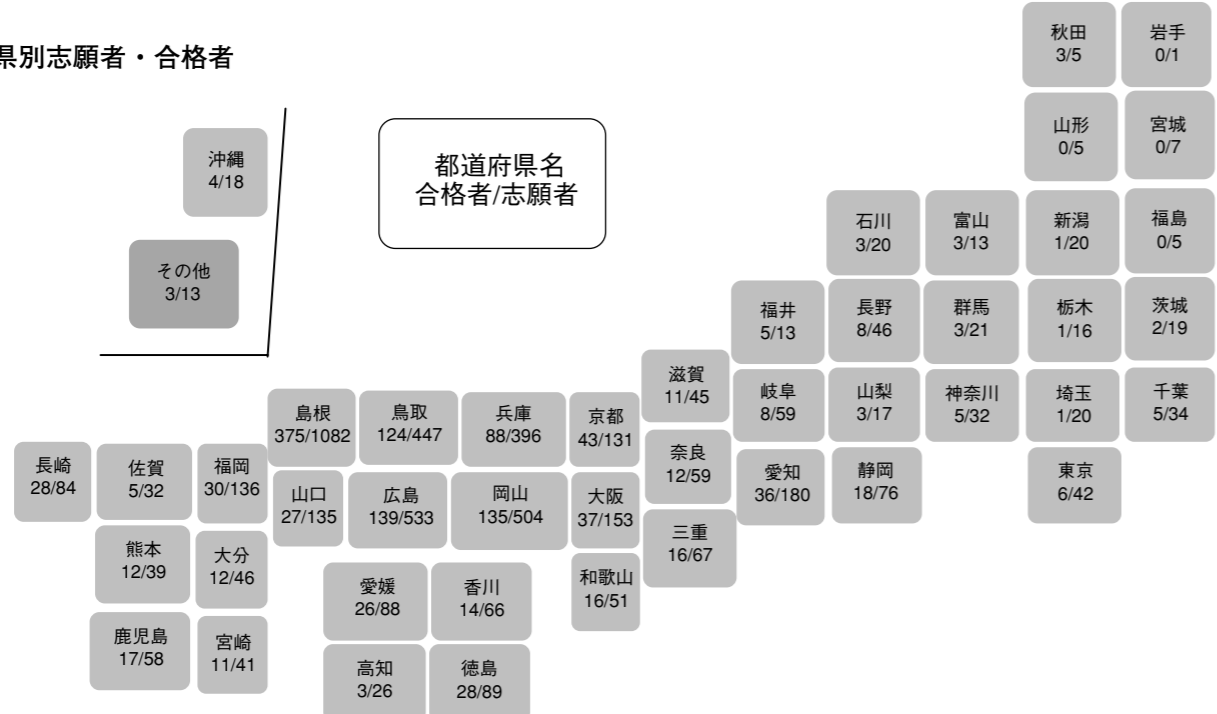 県別志願者・合格者
都道府県名
合格者/志願者
秋田
3/5
岩手
0/1
山形
0/5
宮城
0/7
沖縄
4/18
その他
3/13
石川
3/20
富山
3/13
新潟
1/20
福島
0/5
福井
5/13
長野
8/46
群馬
3/21
栃木
1/16
茨城
2/19
滋賀
11/45
岐阜
8/59
山梨
3/17
神奈川
5/32
埼玉
1/20
千葉
5/34
島根
375/1082
鳥取
124/447
兵庫
88/396
京都
43/131
奈良
12/59
愛知
36/180
静岡
18/76
東京
6/42
長崎
28/84
佐賀
5/32
福岡
30/136
山口
27/135
広島
139/533
岡山
135/504
大阪
37/153
三重
16/67
熊本
12/39
大分
12/46
愛媛
26/88
香川
14/66
和歌山
16/51
鹿児島
17/58
宮崎
11/41
高知
3/26
徳島
28/89